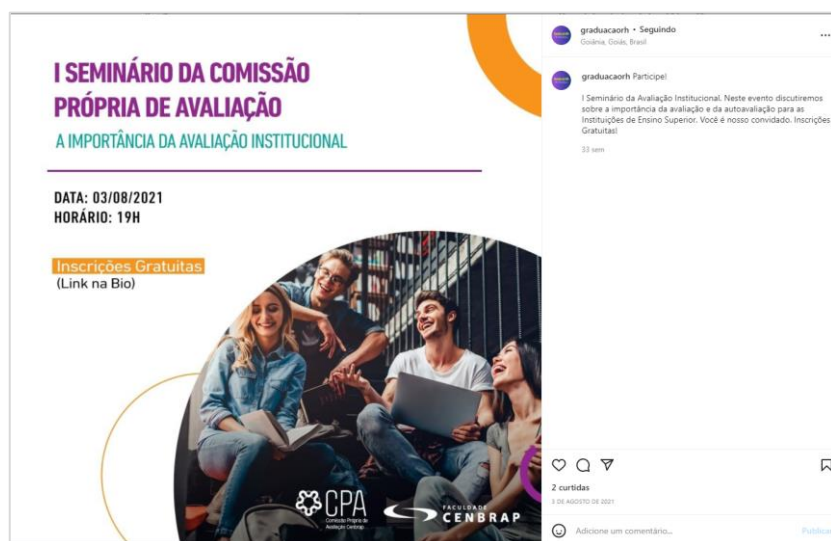 I SEMINÁRIO DA COMISSÃO
PRÓPRIA DE AVALIAÇÃO
A IMPORTÂNCIA DA AVALIAÇÃO INSTITUCIONAL
DATA: 03/08/2021
HORÁRIO: 19H
Inscrições Gratuitas
(Link na Bio)
CPA
Comissão Própria de
Avaliação Cenbrap
FACULDADE
CENBRAP
graduacaorh • Seguindo
Goiânia, Goiás, Brasil
graduacaorh Participe!
I Seminário da Avaliação Institucional. Neste evento discutiremos
sobre a importância da avaliação e da autoavaliação para as
Instituições de Ensino Superior. Você é nosso convidado. Inscrições
Gratuitas!
33 sem
2 curtidas
DE AGOSTO DE 2021
Adicione um comentário...
Publicar